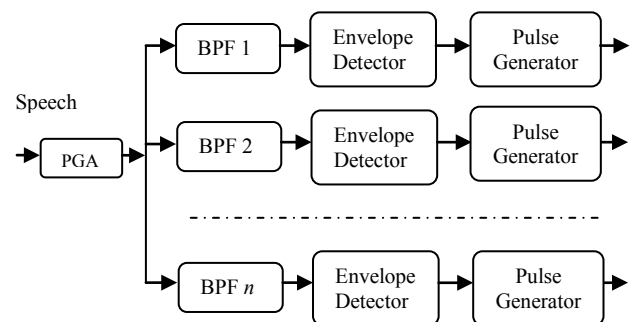 BPF 1
Envelope
Detector
Pulse
Generator
Speech
PGA
BPF 2
Envelope
Detector
Pulse
Generator
BPF n
Envelope
Detector
Pulse
Generator